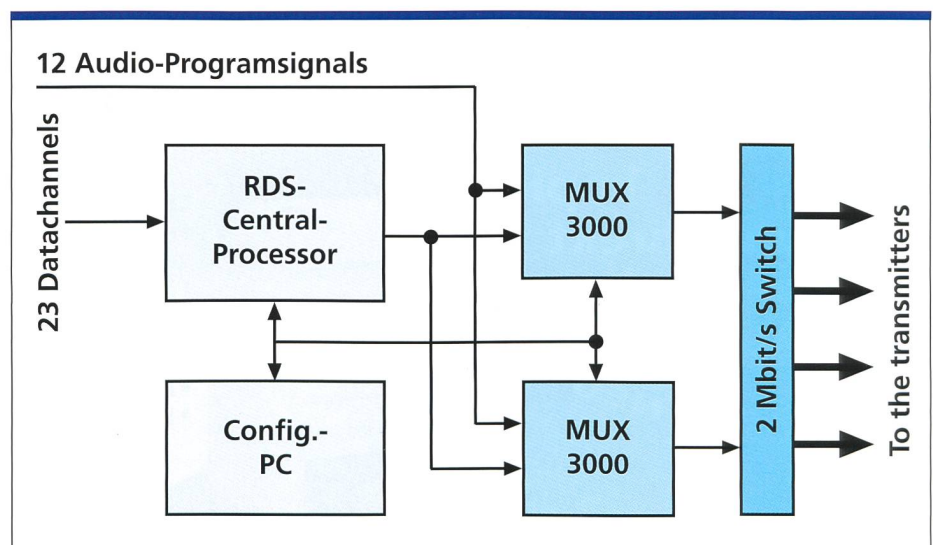 12 Audio-Programsignals
23 Datachannels
RDS-
Central-
Processor
MUX
3000
Config.-
PC
MUX
3000
2 Mbit/s Switch
To the transmitters